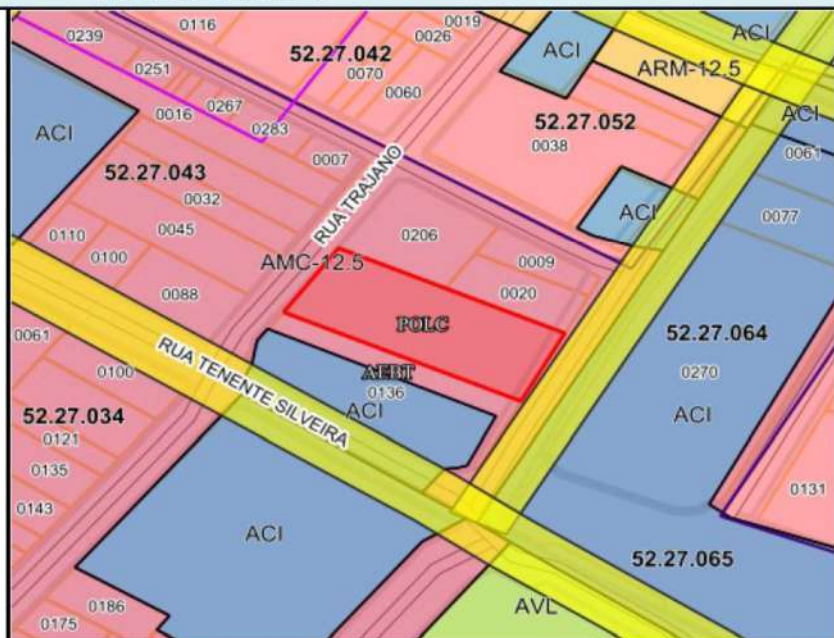 0019
0239
0116
0026
ACI
ACI
52.27.042
0251
0070
ARM-12.5
0267
0060
0016
0283
ACI
52.27.052
ACI
0007
0038
0061
52.27.043
RUA TRAJANO
0032
ACI
0077
0045
0110
0206
0100
AMC-12.5
0009
0088
0020
POLC
52.27.064
0061
RUA TENENTE SILVEIRA
0100
AEBT
0270
0136
52.27.034
ACI
ACI
0121
0135
0131
0143
ACI
52.27.065
0186
AVL
0175